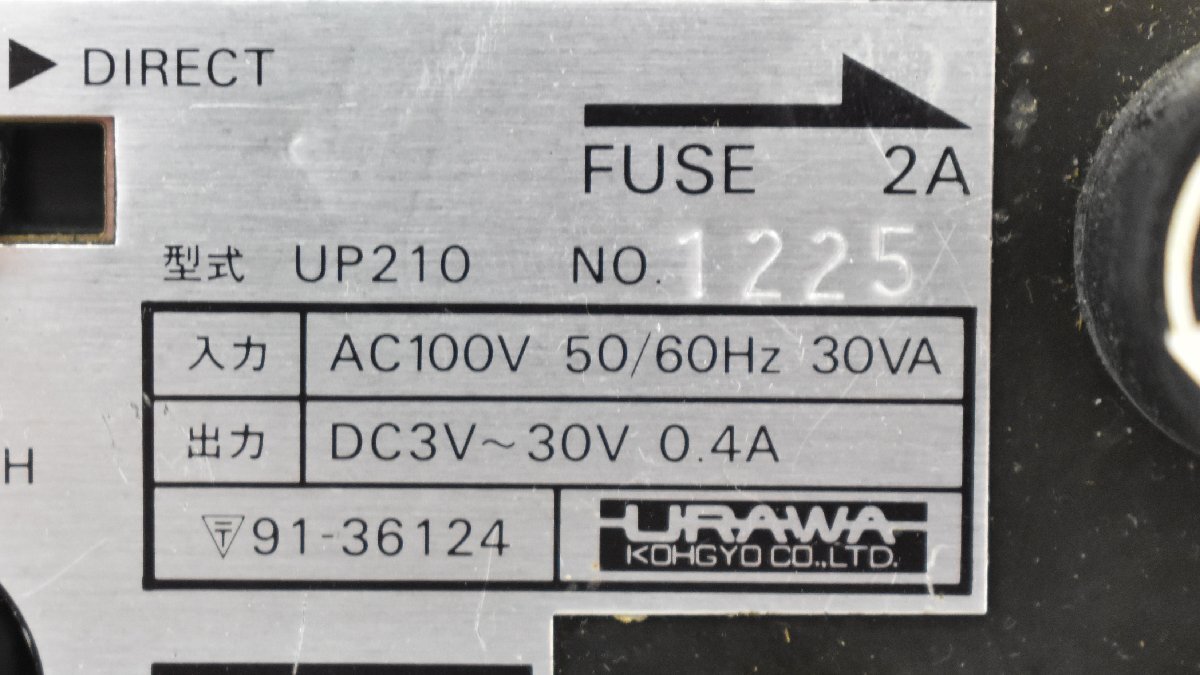 DIRECT
FUSE 2A
型式 UP210 NO. 1225
入力 AC100V 50/60Hz 30VA
出力 DC3V~30V 0.4A
H
〒91-36124
URAWA
KOHGYO CO.,LTD.